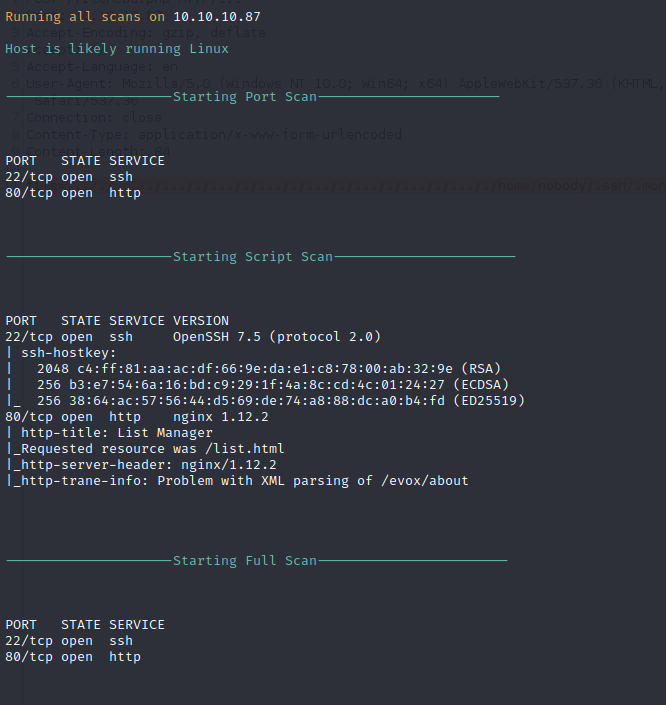 Running all scans on 10.10.10.87
Accept-Encoding: gzip, deflate
Host is likely running Linux
5 Accept-Language: en
User-Agent: Mozilla/5.0 (Windows NT 10.0; Win64; x64) AppleWebKit/537.36 (KHTML,
Safari/537.36
Starting Port Scan
7 Connection: close
8 Content-Type: application/x-www-form-urlencoded
Content-Length: 64
PORT   STATE SERVICE
22/tcp open  ssh
80/tcp open  http
Starting Script Scan
PORT   STATE SERVICE VERSION
22/tcp open  ssh     OpenSSH 7.5 (protocol 2.0)
| ssh-hostkey:
|   2048 c4:ff:81:aa:ac:df:66:9e:da:e1:c8:78:00:ab:32:9e (RSA)
|   256 b3:e7:54:6a:16:bd:c9:29:1f:4a:8c:cd:4c:01:24:27 (ECDSA)
|_  256 38:64:ac:57:56:44:d5:69:de:74:a8:88:dc:a0:b4:fd (ED25519)
80/tcp open  http    nginx 1.12.2
| http-title: List Manager
|_Requested resource was /list.html
|_http-server-header: nginx/1.12.2
|_http-trane-info: Problem with XML parsing of /evox/about
Starting Full Scan
PORT   STATE SERVICE
22/tcp open  ssh
80/tcp open  http